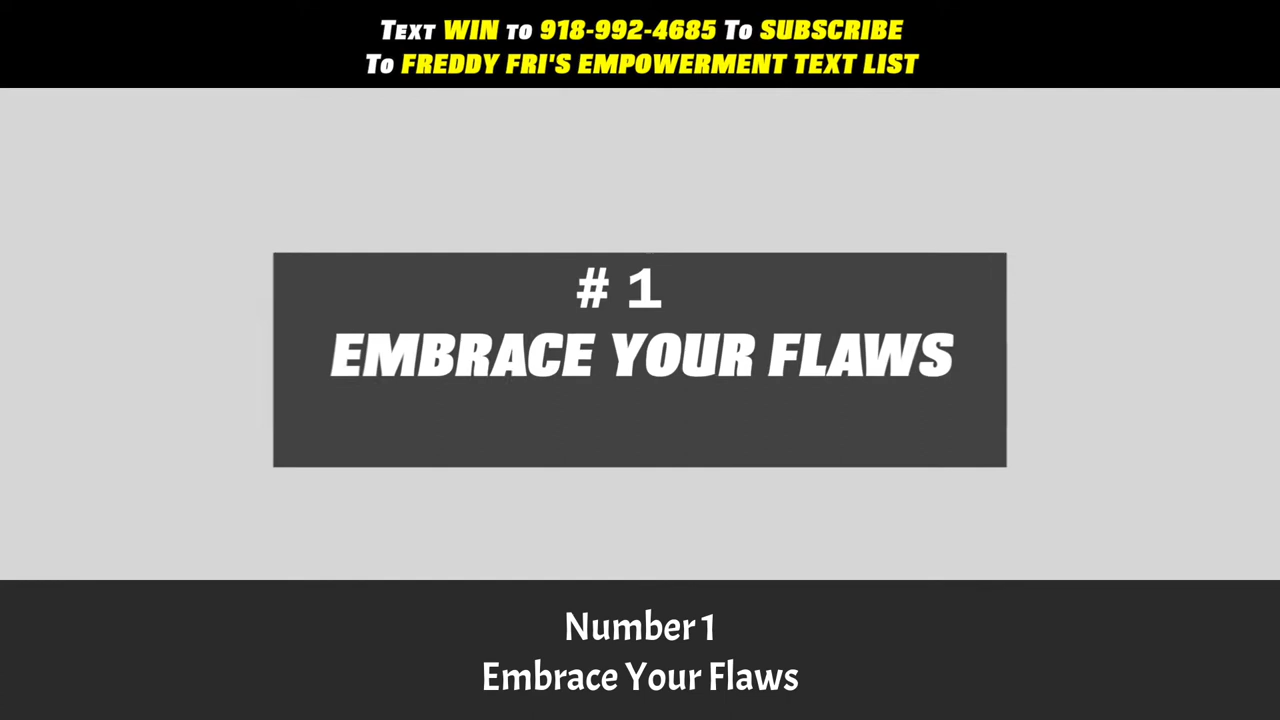 Text WIN to 918-992-4685 To SUBSCRIBE
To FREDDY FRI'S EMPOWERMENT TEXT LIST
# 1
EMBRACE YOUR FLAWS
Number 1
Embrace Your Flaws